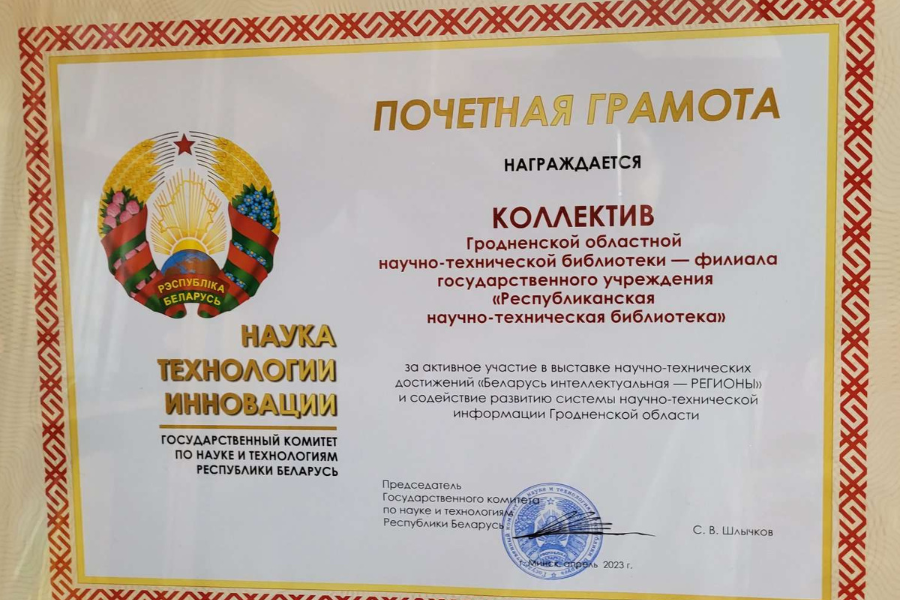 ПОЧЕТНАЯ ГРАМОТА
НАГРАЖДАЕТСЯ
КОЛЛЕКТИВ
Гродненской областной
научно-технической библиотеки — филиала
государственного учреждения
«Республиканская
научно-техническая библиотека»
за активное участие в выставке научно-технических
достижений «Беларусь интеллектуальная — РЕГИОНЫ»
и содействие развитию системы научно-технической
информации Гродненской области
РЭСПУБЛІКА
БЕЛАРУСЬ
НАУКА
ТЕХНОЛОГИИ
ИННОВАЦИИ
ГОСУДАРСТВЕННЫЙ КОМИТЕТ
ПО НАУКЕ И ТЕХНОЛОГИЯМ
РЕСПУБЛИКИ БЕЛАРУСЬ
Председатель
Государственного комитета
по науке и технологиям
Республики Беларусь
С. В. Шлычков
г. Минск, апрель 2023 г.